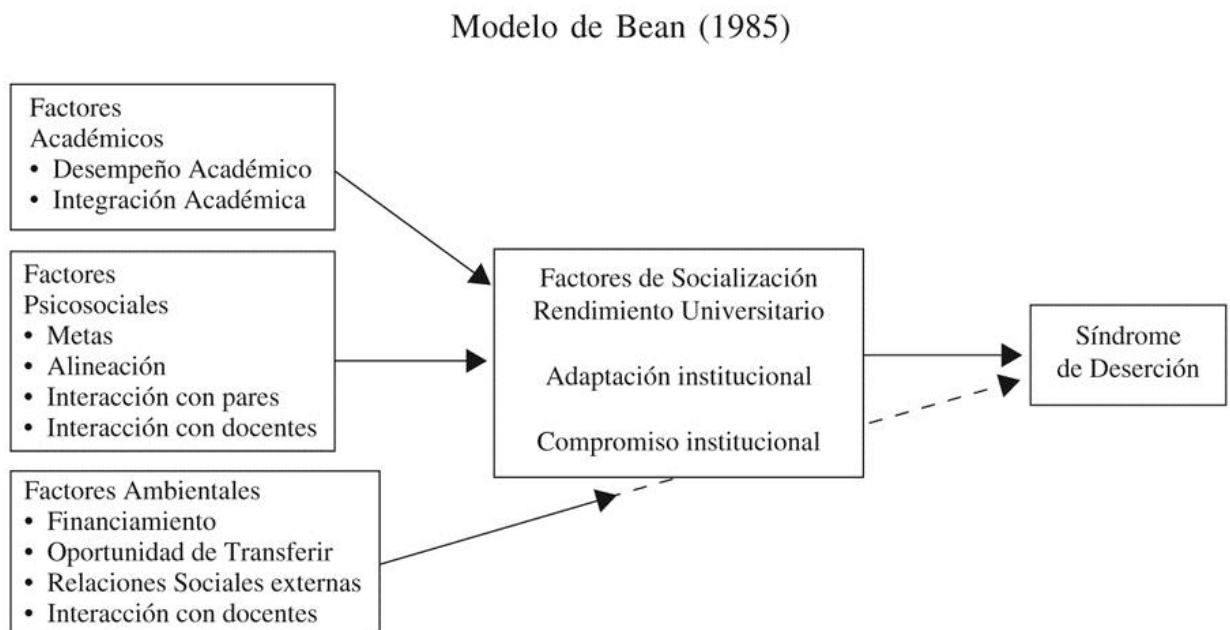 Modelo de Bean (1985)
Factores
Académicos
• Desempeño Académico
• Integración Académica
Factores
Psicosociales
• Metas
• Alineación
• Interacción con pares
• Interacción con docentes
Factores Ambientales
• Financiamiento
• Oportunidad de Transferir
• Relaciones Sociales externas
• Interacción con docentes
Factores de Socialización
Rendimiento Universitario
Adaptación institucional
Compromiso institucional
Síndrome
de Deserción